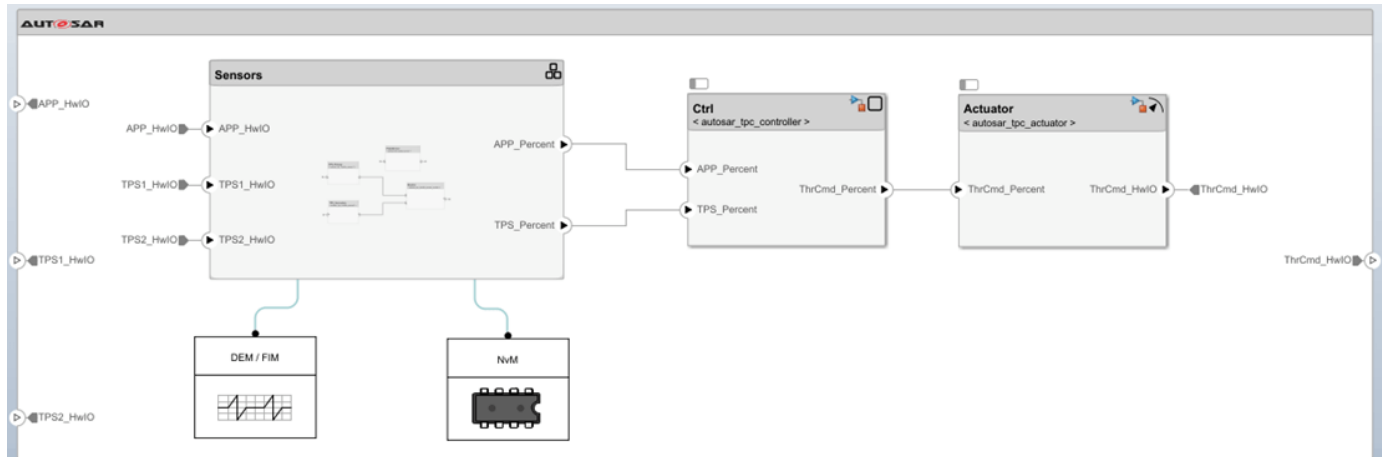 AUTOSAR
Sensors
APP_HwIO
APP_HwIO
APP_HwIO
TPS1_HwIO
TPS1_HwIO
TPS2_HwIO
TPS2_HwIO
APP_Percent
TPS_Percent
Ctrl
< autosar_tpc_controller >
APP_Percent
TPS_Percent
ThrCmd_Percent
Actuator
< autosar_tpc_actuator >
ThrCmd_Percent
ThrCmd_HwIO
ThrCmd_HwIO
TPS1_HwIO
ThrCmd_HwIO
DEM / FIM
NvM
TPS2_HwIO